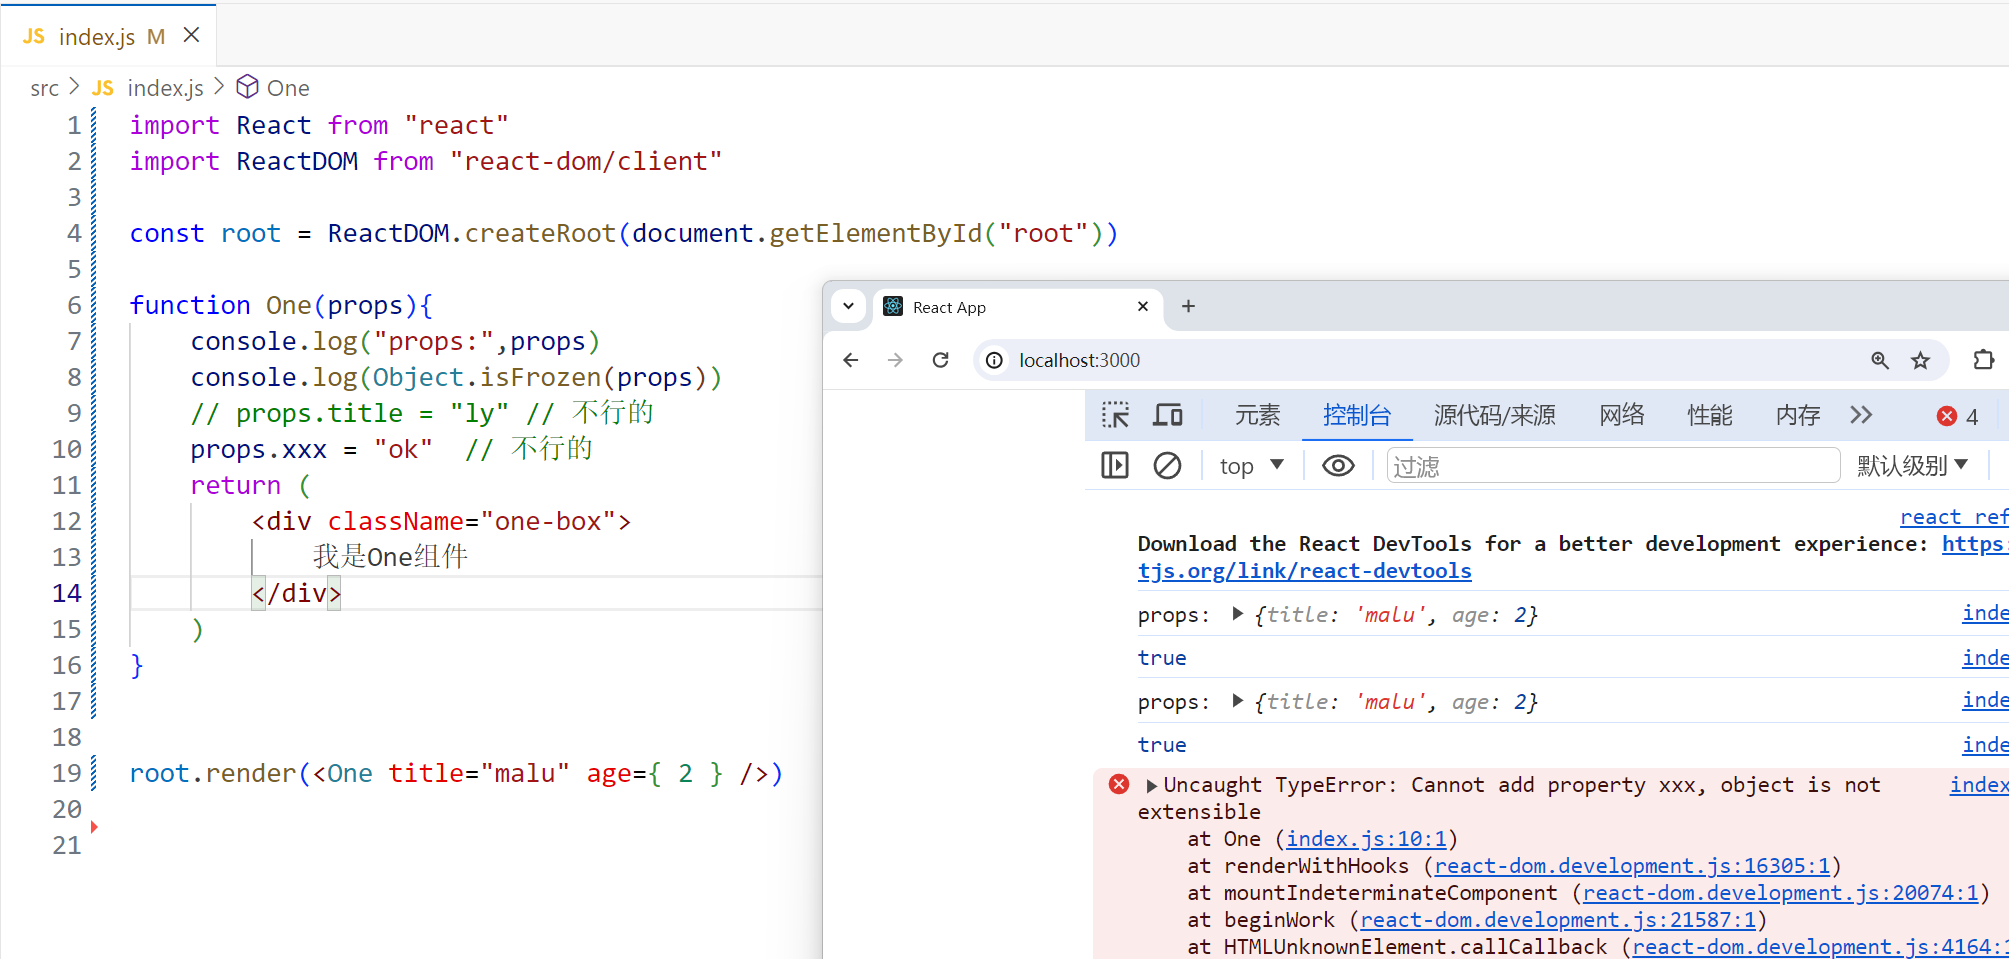 JS index.js M
src > JS index.js > One
1 import React from "react"
2 import ReactDOM from "react-dom/client"
3
4 const root = ReactDOM.createRoot(document.getElementById("root"))
5
6 function One(props){
7 console.log("props:",props)
8 console.log(Object.isFrozen(props))
9 // props.title = "ly" // 不行的
10 props.xxx = "ok" // 不行的
11 return (
12 <div className="one-box">
13 我是One组件
14 </div>
15 )
16 }
17
18
19 root.render(<One title="malu" age={ 2 } />)
20
21
React App
localhost:3000
元素 控制台 源代码/来源 网络 性能 内存 4
top 过滤 默认级别
react ref
Download the React DevTools for a better development experience: https:
tjs.org/link/react-devtools
props: {title: 'malu', age: 2} inde
true inde
props: {title: 'malu', age: 2} inde
true inde
Uncaught TypeError: Cannot add property xxx, object is not index
extensible
at One (index.js:10:1)
at renderWithHooks (react-dom.development.js:16305:1)
at mountIndeterminateComponent (react-dom.development.js:20074:1)
at beginWork (react-dom.development.js:21587:1)
at HTMLUnknownElement.callCallback (react-dom.development.js:4164:1